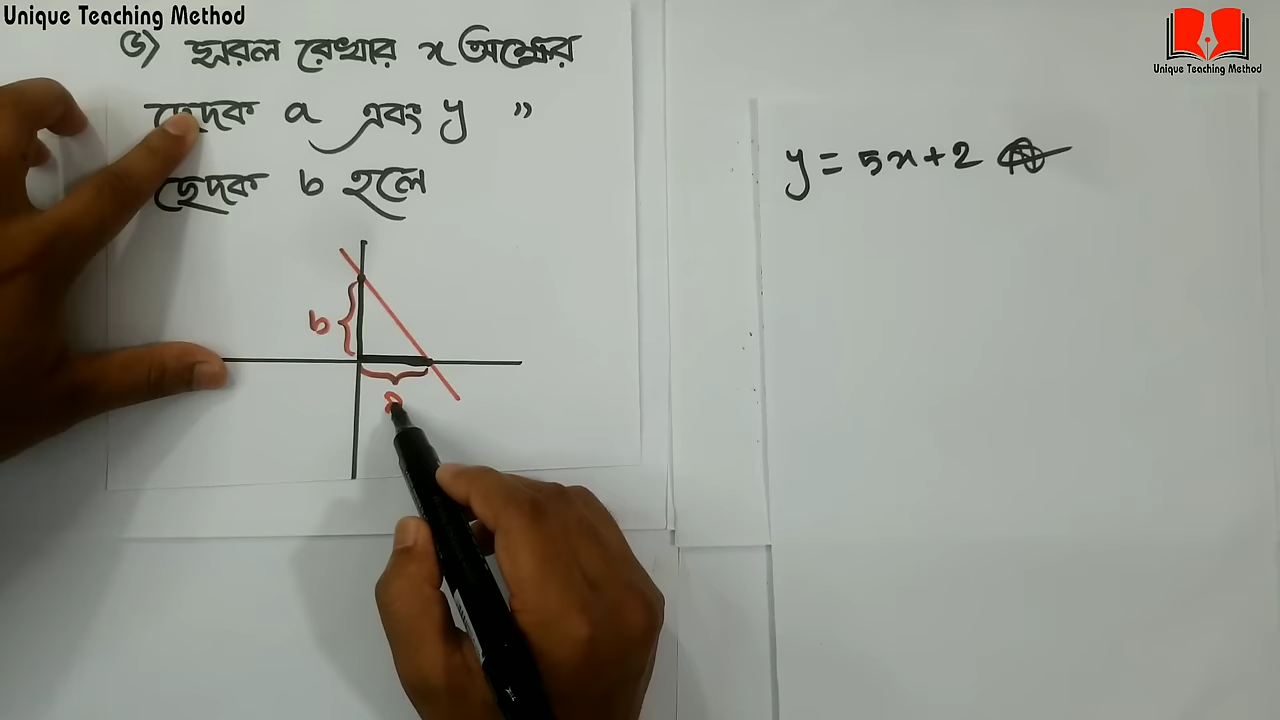 Unique Teaching Method
৩) সরল রেখার x অক্ষের
ছেদক a এবং y "
ছেদক b হলে
b
a
y = 5x+2
Unique Teaching Method